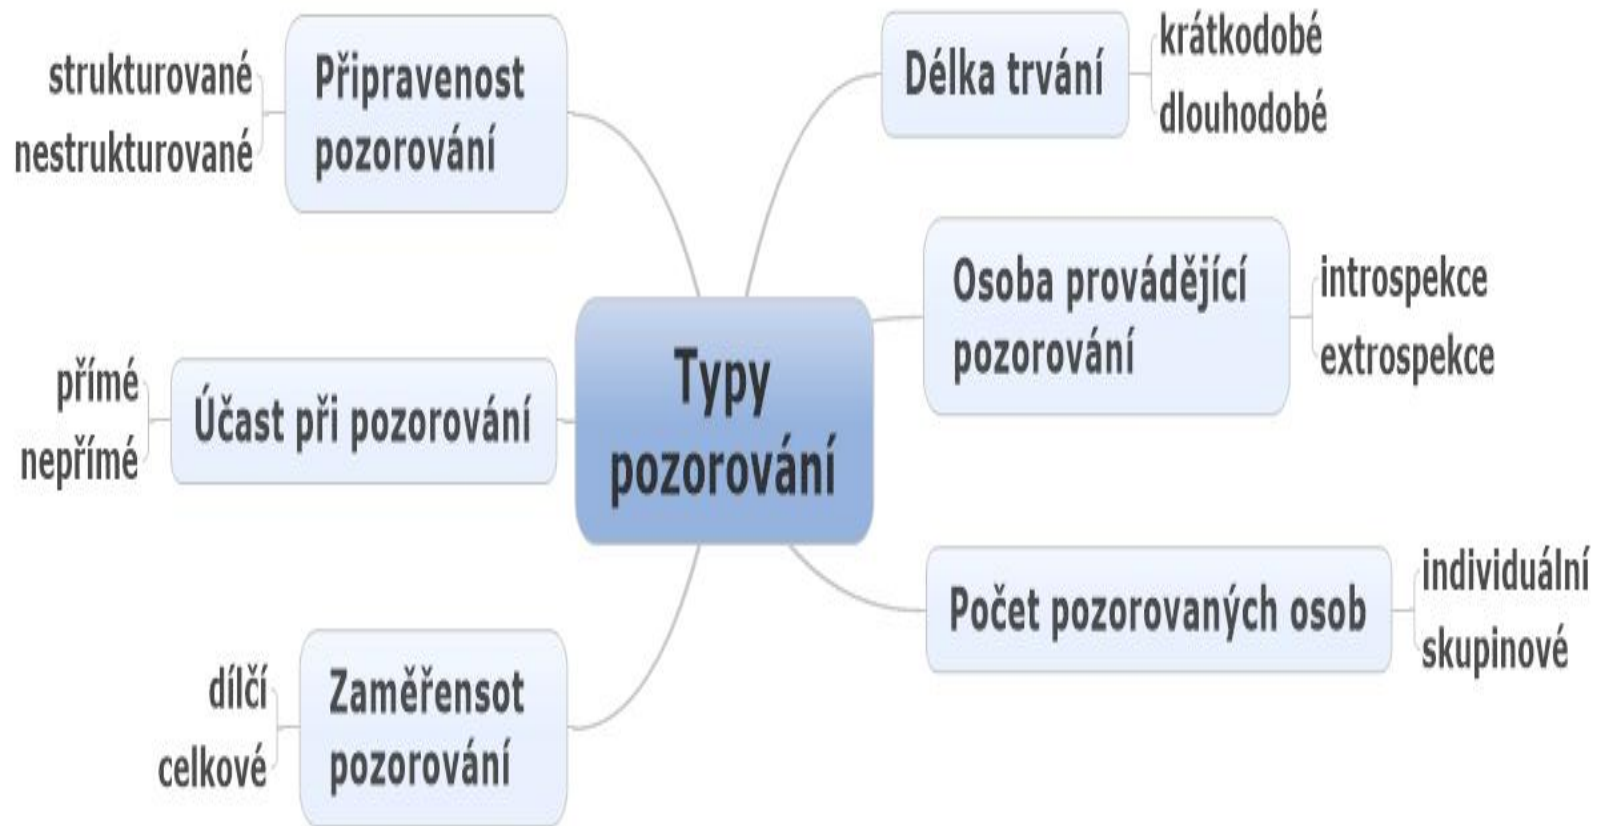 strukturované
nestrukturované
Připravenost
pozorování
Délka trvání
krátkodobé
dlouhodobé
Osoba provádějící
pozorování
introspekce
extrospekce
Typy
pozorování
přímé
nepřímé
Účast při pozorování
Počet pozorovaných osob
individuální
skupinové
dílčí
celkové
Zaměřensot
pozorování